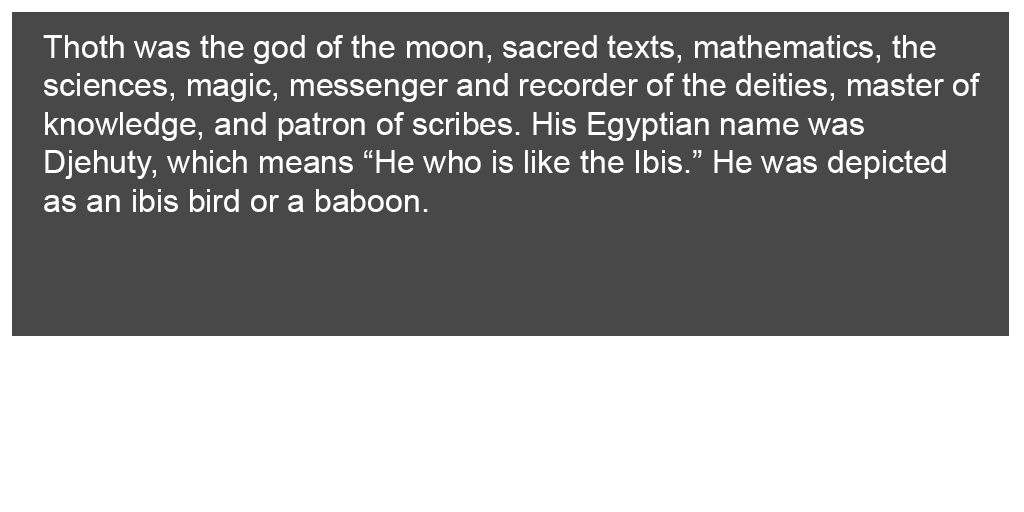 Thoth was the god of the moon, sacred texts, mathematics, the
sciences, magic, messenger and recorder of the deities, master of
knowledge, and patron of scribes. His Egyptian name was
Djehuty, which means “He who is like the Ibis.” He was depicted
as an ibis bird or a baboon.